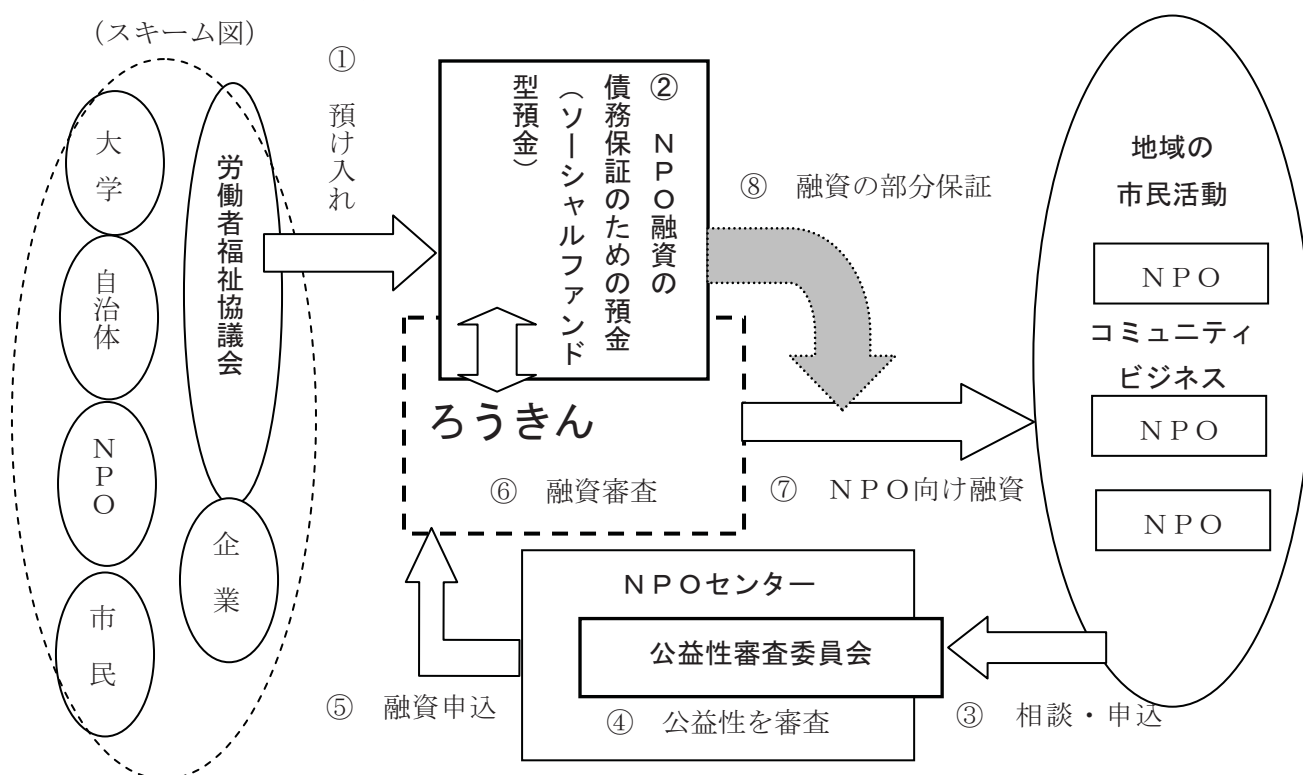 （スキーム図）
大学
自治体
ＮＰＯ
市民
労働者福祉協議会
企業
① 預け入れ
② ＮＰＯ融資の
債務保証のための預金
（ソーシャルファンド
型預金）
ろうきん
⑥ 融資審査
⑧ 融資の部分保証
⑦ ＮＰＯ向け融資
地域の
市民活動
ＮＰＯ
コミュニティ
ビジネス
ＮＰＯ
ＮＰＯ
ＮＰＯセンター
公益性審査委員会
④ 公益性を審査
③ 相談・申込
⑤ 融資申込